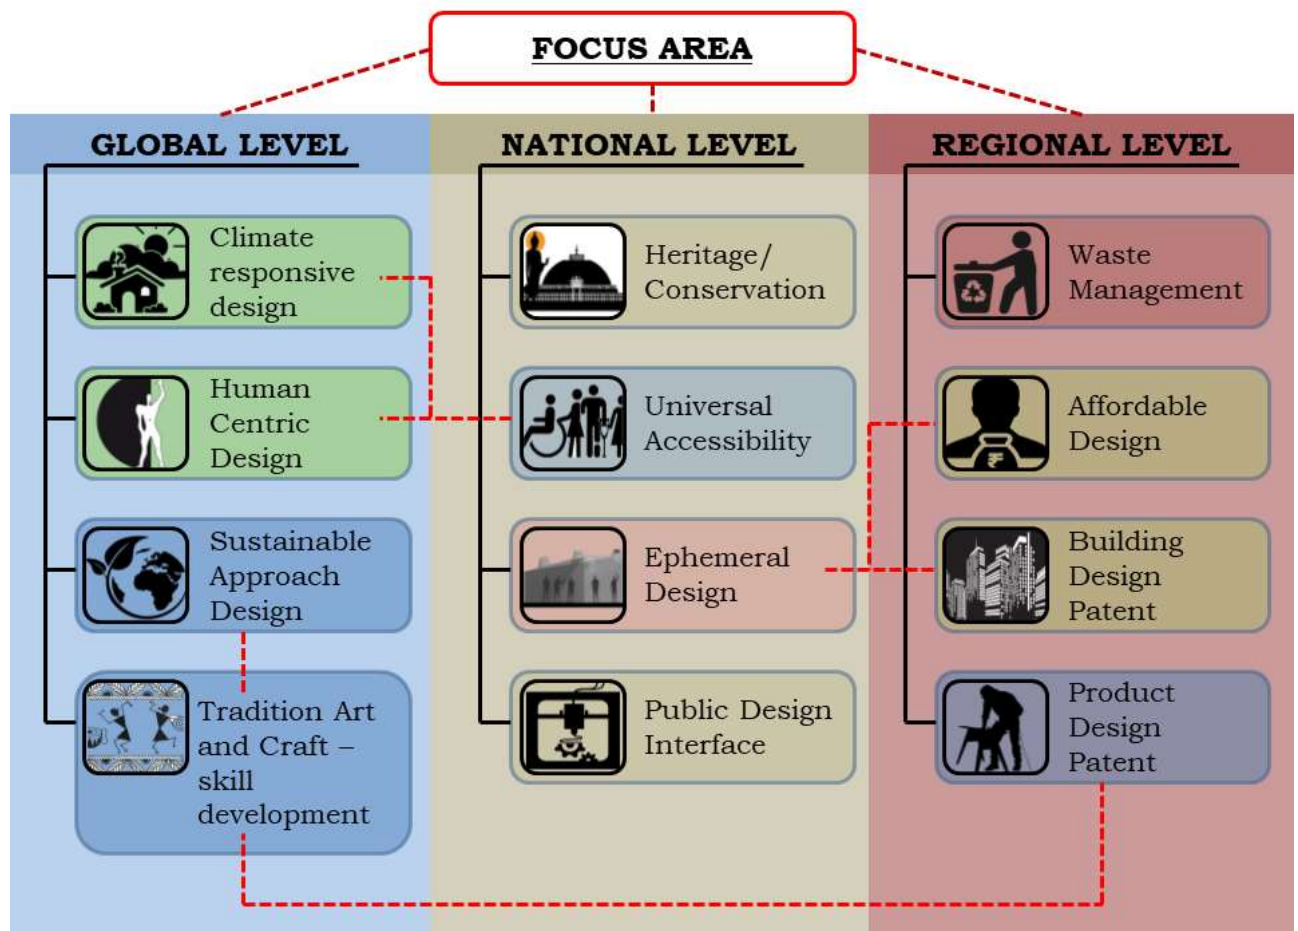 FOCUS AREA
GLOBAL LEVEL
Climate
responsive
design
Human
Centric
Design
Sustainable
Approach
Design
Tradition Art
and Craft –
skill
development
NATIONAL LEVEL
Heritage/
Conservation
Universal
Accessibility
Ephemeral
Design
Public Design
Interface
REGIONAL LEVEL
Waste
Management
Affordable
Design
₹
Building
Design
Patent
Product
Design
Patent